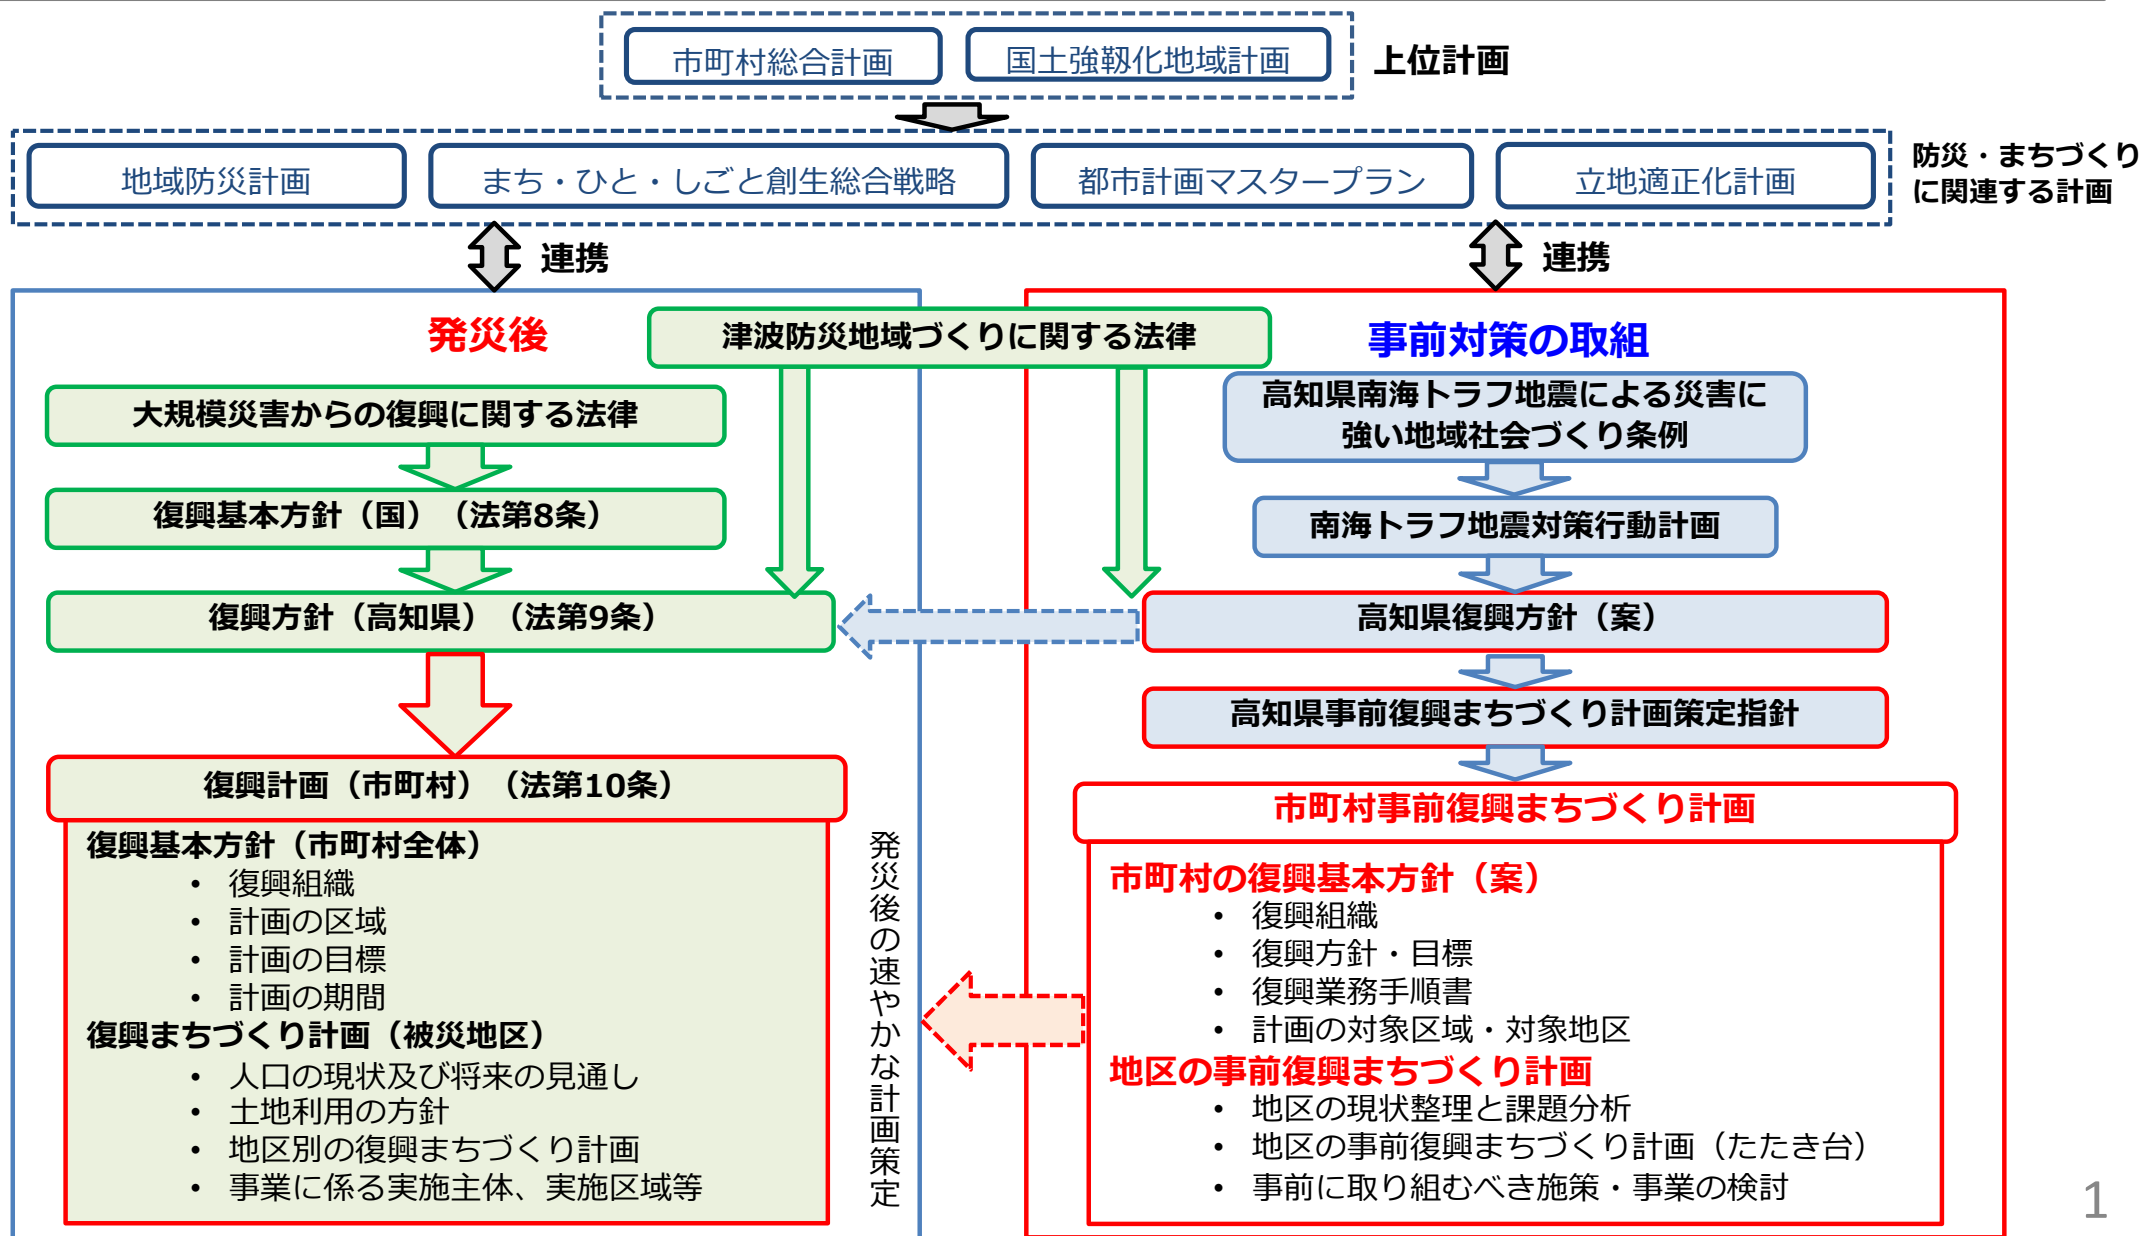 市町村総合計画
国土強靱化地域計画
上位計画
地域防災計画
まち・ひと・しごと創生総合戦略
都市計画マスタープラン
立地適正化計画
防災・まちづくり
に関連する計画
連携
連携
発災後
津波防災地域づくりに関する法律
事前対策の取組
大規模災害からの復興に関する法律
復興基本方針（国）（法第8条）
復興方針（高知県）（法第9条）
復興計画（市町村）（法第10条）
復興基本方針（市町村全体）
• 復興組織
• 計画の区域
• 計画の目標
• 計画の期間
復興まちづくり計画（被災地区）
• 人口の現状及び将来の見通し
• 土地利用の方針
• 地区別の復興まちづくり計画
• 事業に係る実施主体、実施区域等
発災後の速やかな計画策定
高知県南海トラフ地震による災害に
強い地域社会づくり条例
南海トラフ地震対策行動計画
高知県復興方針（案）
高知県事前復興まちづくり計画策定指針
市町村事前復興まちづくり計画
市町村の復興基本方針（案）
• 復興組織
• 復興方針・目標
• 復興業務手順書
• 計画の対象区域・対象地区
地区の事前復興まちづくり計画
• 地区の現状整理と課題分析
• 地区の事前復興まちづくり計画（たたき台）
• 事前に取り組むべき施策・事業の検討
1